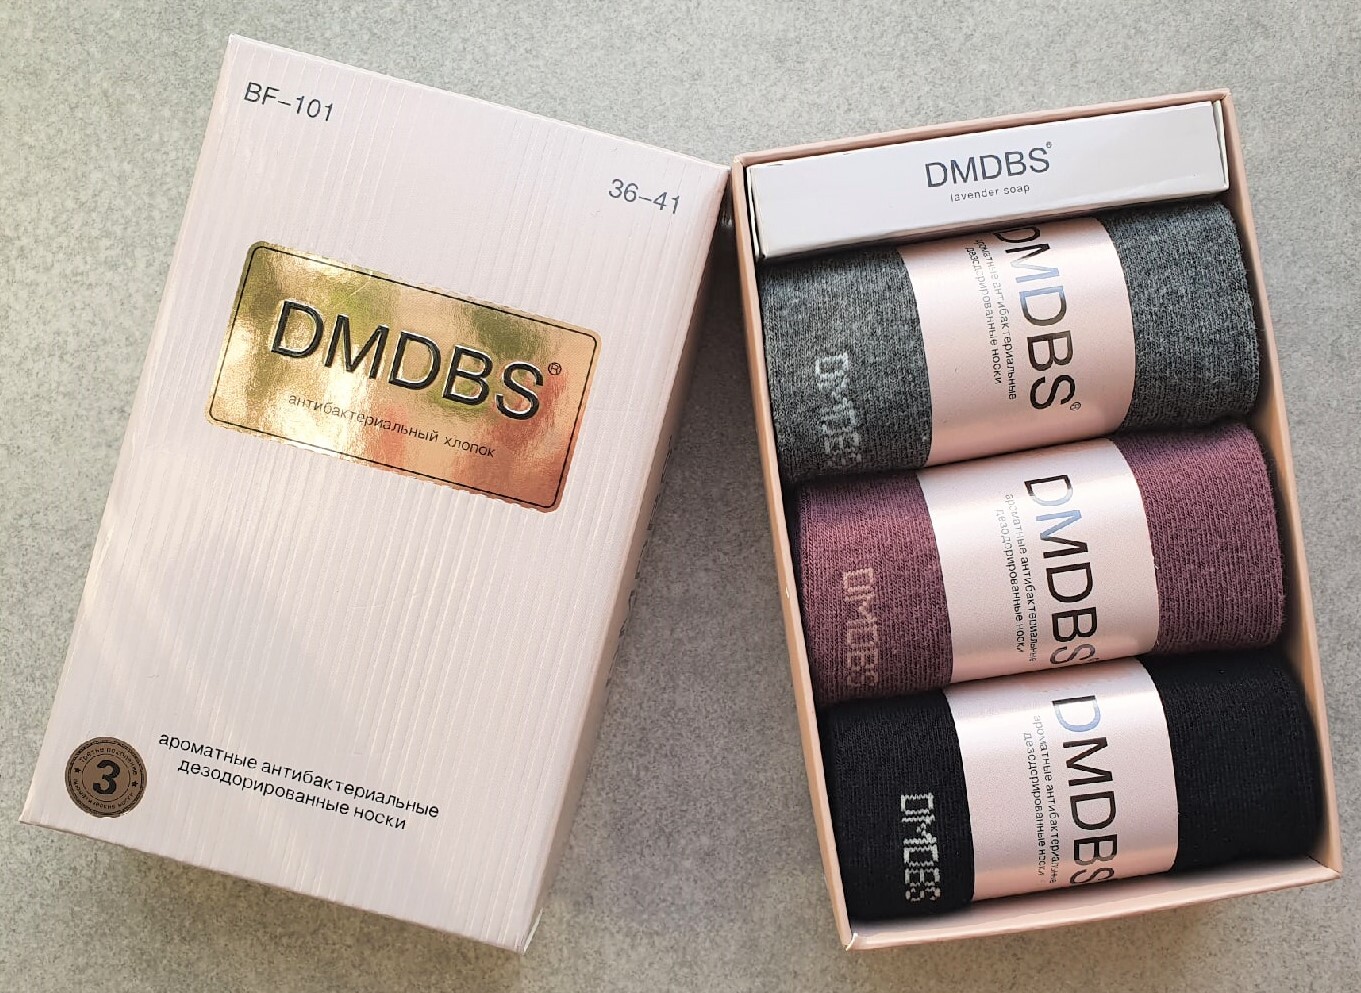 BF-101
36-41
DMDBS®
антибактериальный хлопок
ароматные антибактериальные
дезодорированные носки
3
DMDBS®
lavender soap
DMDBS®
ароматные антибактериальные
дезодорированные носки
DMDBS
DMDBS
ароматные антибактериальные
дезодорированные носки
DMDBS
DMDBS
ароматные антибактериальные
дезодорированные носки
DMDBS